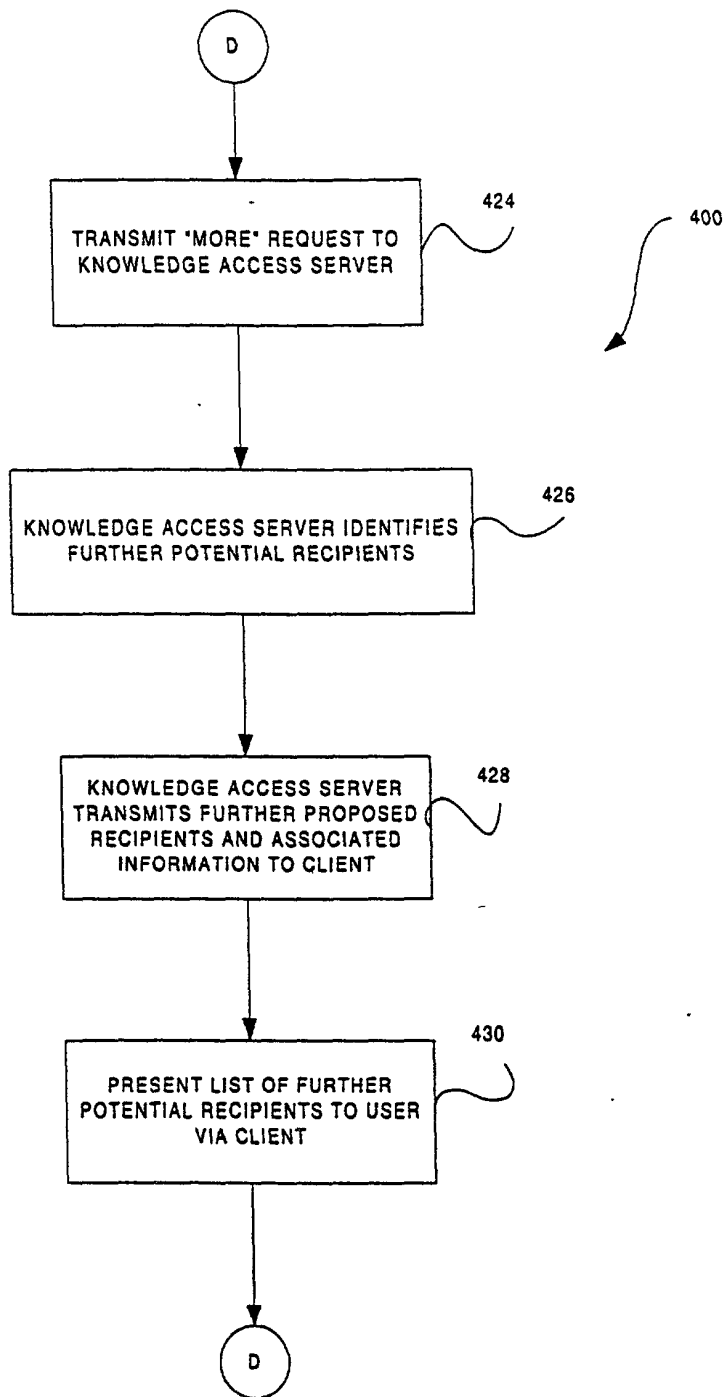 D
TRANSMIT "MORE" REQUEST TO
KNOWLEDGE ACCESS SERVER
424
400
KNOWLEDGE ACCESS SERVER IDENTIFIES
FURTHER POTENTIAL RECIPIENTS
426
KNOWLEDGE ACCESS SERVER
TRANSMITS FURTHER PROPOSED
RECIPIENTS AND ASSOCIATED
INFORMATION TO CLIENT
428
PRESENT LIST OF FURTHER
POTENTIAL RECIPIENTS TO USER
VIA CLIENT
430
D